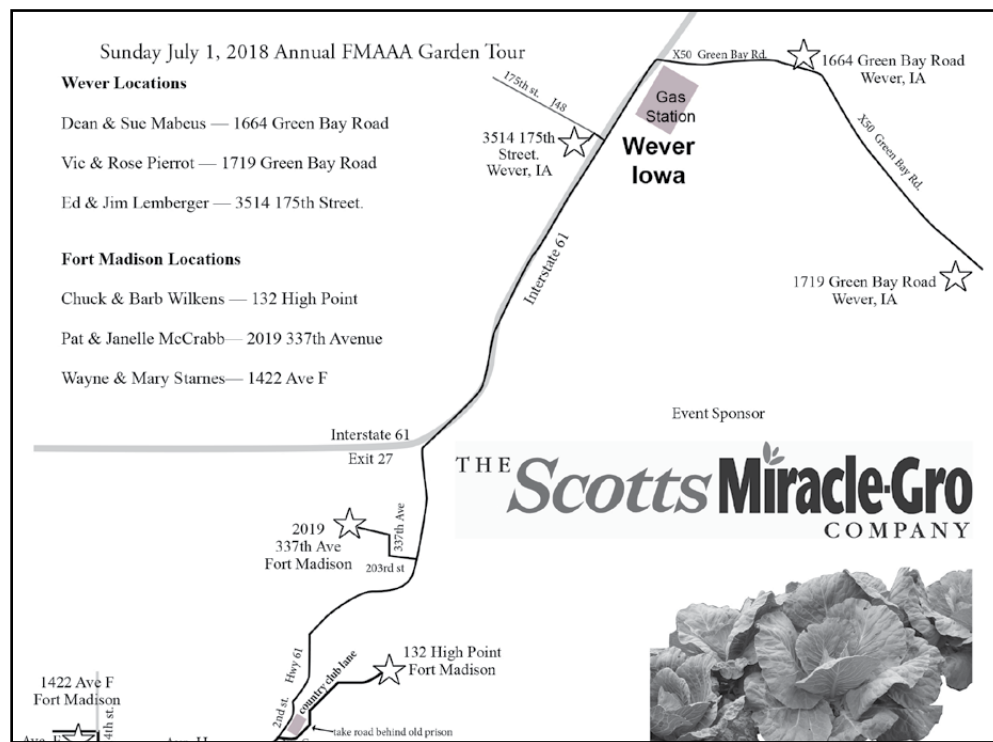 Sunday July 1, 2018 Annual FMAAA Garden Tour
Wever Locations
Dean & Sue Mabeus — 1664 Green Bay Road
Vic & Rose Pierrot — 1719 Green Bay Road
Ed & Jim Lemberger — 3514 175th Street.
Fort Madison Locations
Chuck & Barb Wilkens — 132 High Point
Pat & Janelle McCrabb— 2019 337th Avenue
Wayne & Mary Starnes— 1422 Ave F
X50 Green Bay Rd.
1664 Green Bay Road
Wever, IA
175th st. J48
Gas
Station
3514 175th
Street.
Wever, IA
Wever
Iowa
X50 Green Bay Rd.
1719 Green Bay Road
Wever, IA
Interstate 61
Interstate 61
Exit 27
Event Sponsor
THE Scotts Miracle-Gro
COMPANY
2019
337th Ave
Fort Madison
337th Ave
203rd st
132 High Point
Fort Madison
Hwy 61
country club lane
2nd st.
take road behind old prison
1422 Ave F
Fort Madison
4th st.